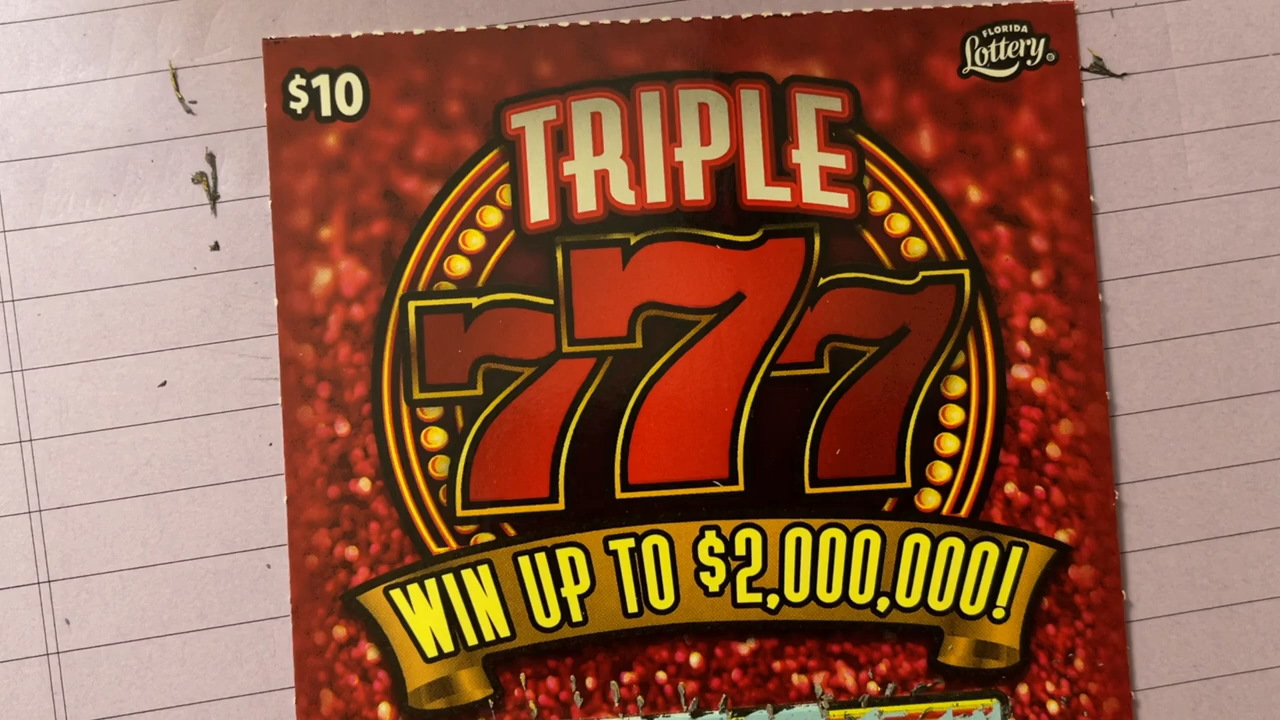 $10
FLORIDA
Lottery®
TRIPLE
777
WIN UP TO $2,000,000!